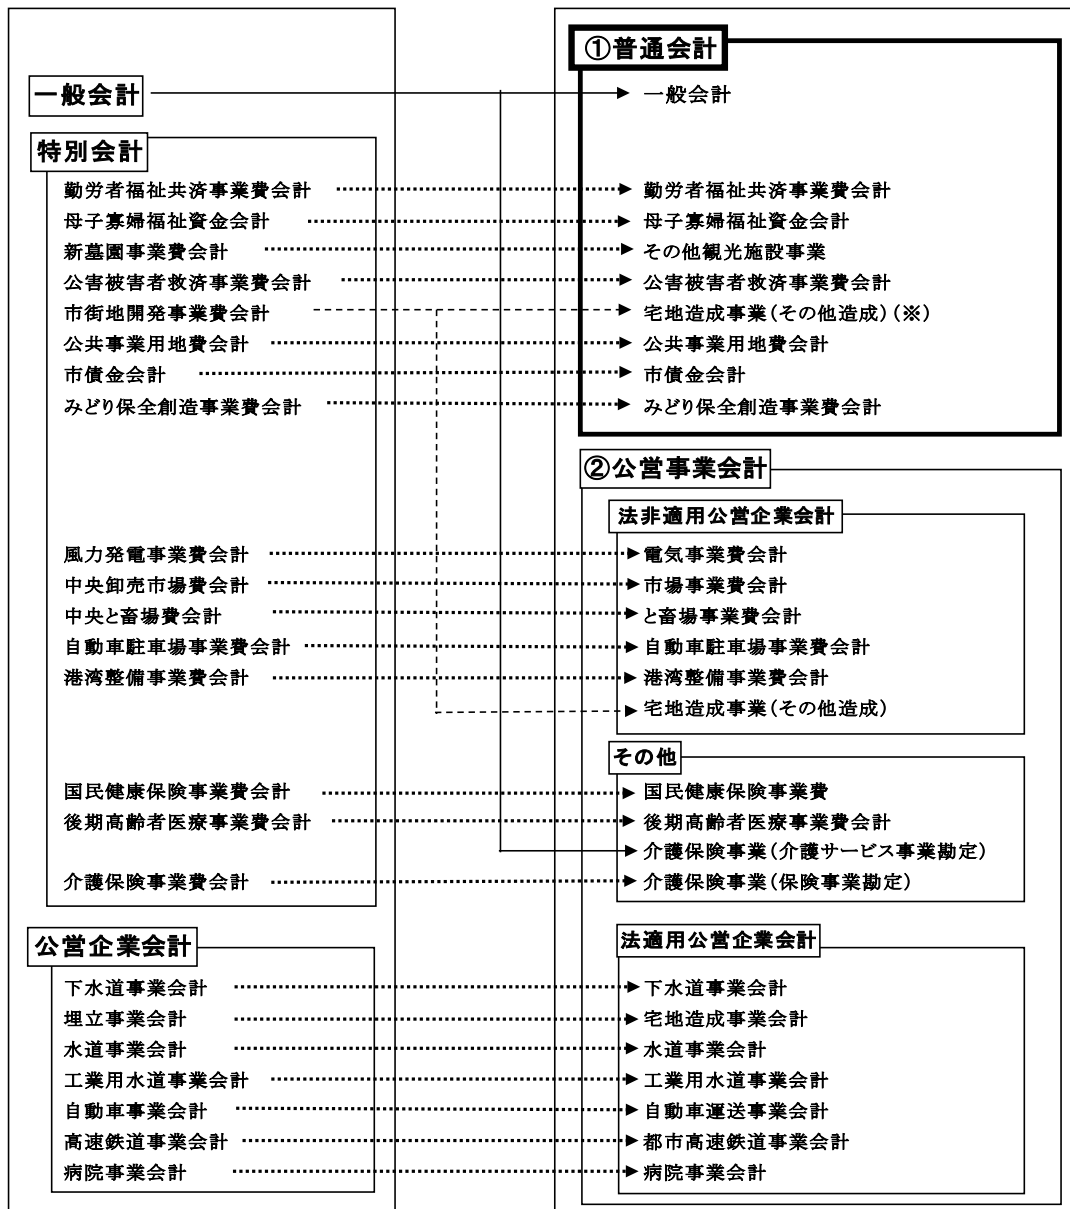 一般会計
特別会計
勤労者福祉共済事業費会計
母子寡婦福祉資金会計
新墓園事業費会計
公害被害者救済事業費会計
市街地開発事業費会計
公共事業用地費会計
市債金会計
みどり保全創造事業費会計
風力発電事業費会計
中央卸売市場費会計
中央と畜場費会計
自動車駐車場事業費会計
港湾整備事業費会計
国民健康保険事業費会計
後期高齢者医療事業費会計
介護保険事業費会計
公営企業会計
下水道事業会計
埋立事業会計
水道事業会計
工業用水道事業会計
自動車事業会計
高速鉄道事業会計
病院事業会計
①普通会計
一般会計
勤労者福祉共済事業費会計
母子寡婦福祉資金会計
その他観光施設事業
公害被害者救済事業費会計
宅地造成事業(その他造成)(※)
公共事業用地費会計
市債金会計
みどり保全創造事業費会計
②公営事業会計
法非適用公営企業会計
電気事業費会計
市場事業費会計
と畜場事業費会計
自動車駐車場事業費会計
港湾整備事業費会計
宅地造成事業(その他造成)
その他
国民健康保険事業費
後期高齢者医療事業費会計
介護保険事業(介護サービス事業勘定)
介護保険事業(保険事業勘定)
法適用公営企業会計
下水道事業会計
宅地造成事業会計
水道事業会計
工業用水道事業会計
自動車運送事業会計
都市高速鉄道事業会計
病院事業会計